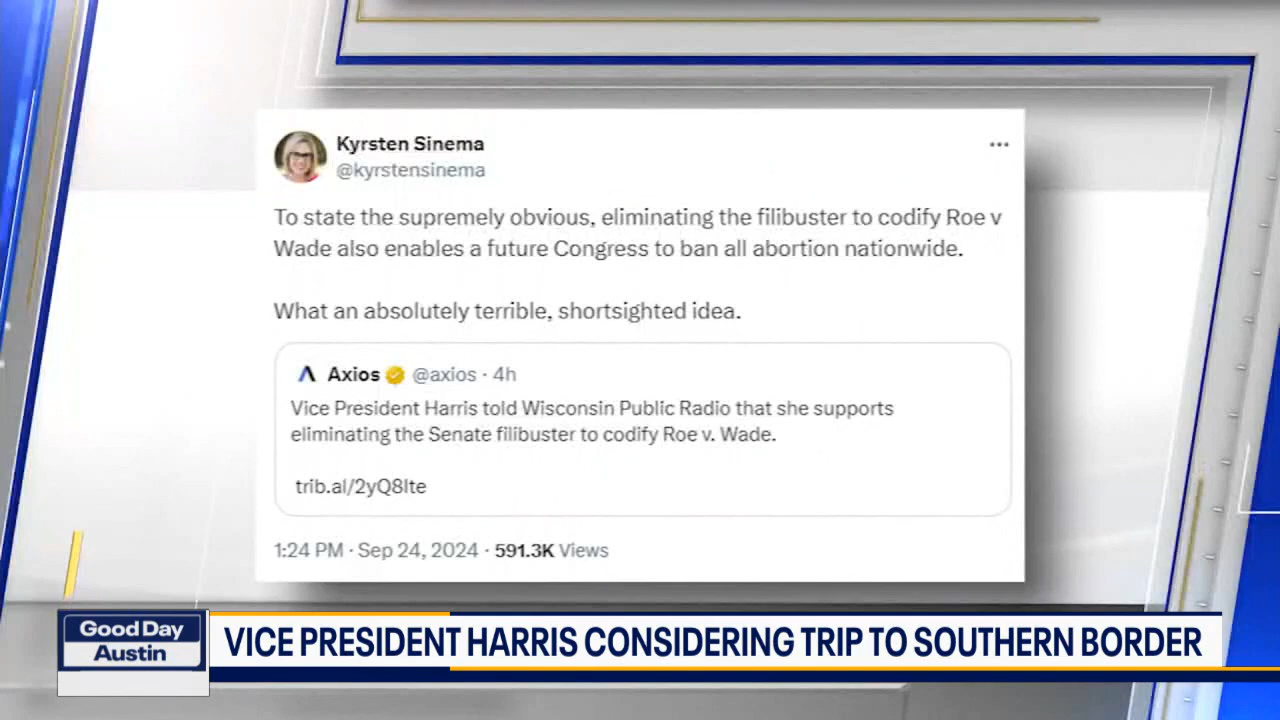 Kyrsten Sinema
@kyrstensinema
To state the supremely obvious, eliminating the filibuster to codify Roe v
Wade also enables a future Congress to ban all abortion nationwide.
What an absolutely terrible, shortsighted idea.
Axios @axios · 4h
Vice President Harris told Wisconsin Public Radio that she supports
eliminating the Senate filibuster to codify Roe v. Wade.
trib.al/2yQ8lte
1:24 PM · Sep 24, 2024 · 591.3K Views
Good Day
Austin
VICE PRESIDENT HARRIS CONSIDERING TRIP TO SOUTHERN BORDER